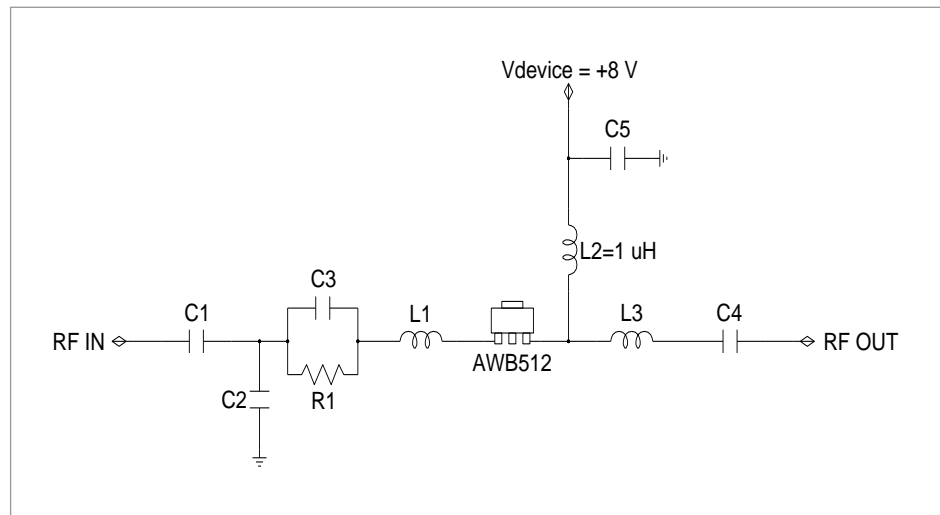 Vdevice = +8 V
C5
L2=1 uH
C3
C1
L1
L3
C4
RF IN
RF OUT
AWB512
C2
R1